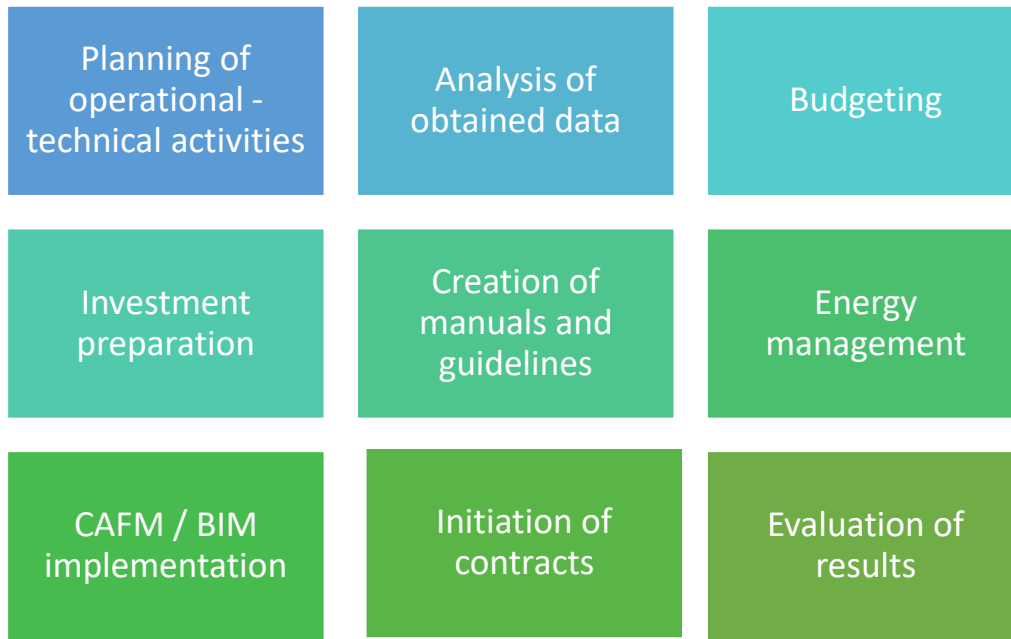 Planning of
operational -
technical activities
Analysis of
obtained data
Budgeting
Investment
preparation
Creation of
manuals and
guidelines
Energy
management
CAFM / BIM
implementation
Initiation of
contracts
Evaluation of
results